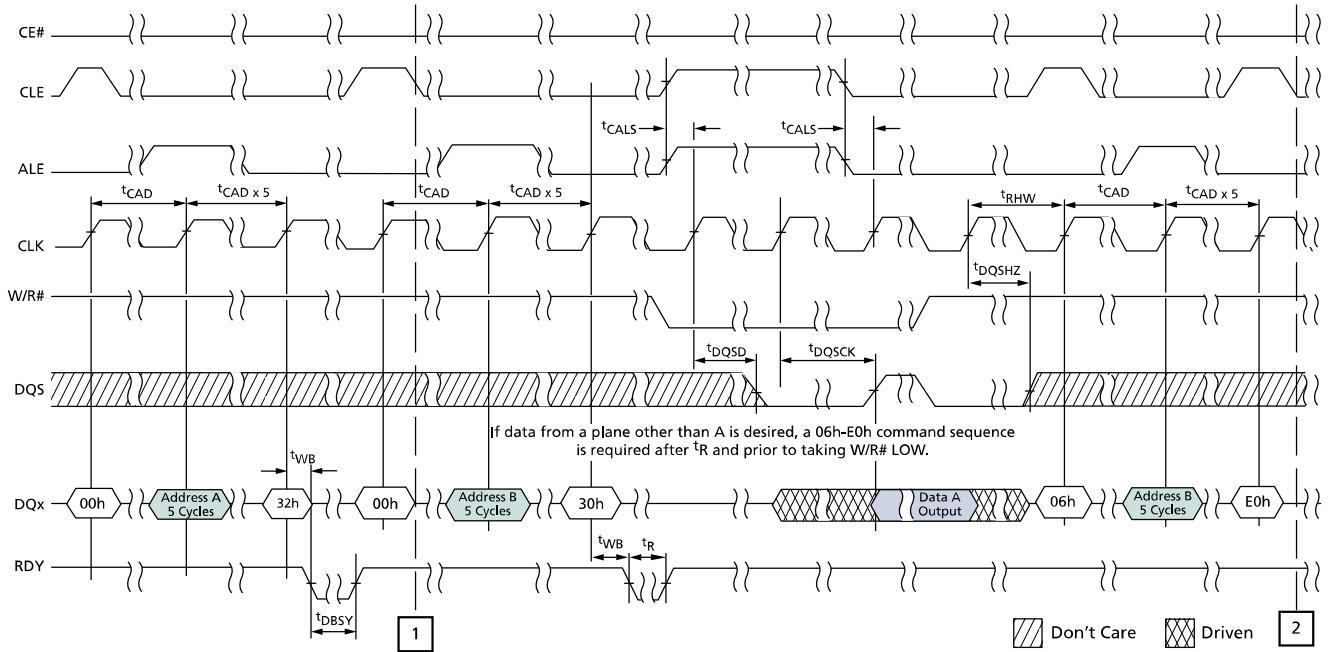 CE#
CLE
tCALS
tCALS
ALE
tCAD
tCAD x 5
tCAD
tCAD x 5
tRHW
tCAD
tCAD x 5
CLK
tDQSHZ
W/R#
tDQSD
tDQSCK
DQS
If data from a plane other than A is desired, a 06h-E0h command sequence
is required after tR and prior to taking W/R# LOW.
tWB
DQx
00h
Address A
5 Cycles
32h
00h
Address B
5 Cycles
30h
Data A
Output
06h
Address B
5 Cycles
E0h
tWB
tR
RDY
tDBSY
1
Don't Care
Driven
2